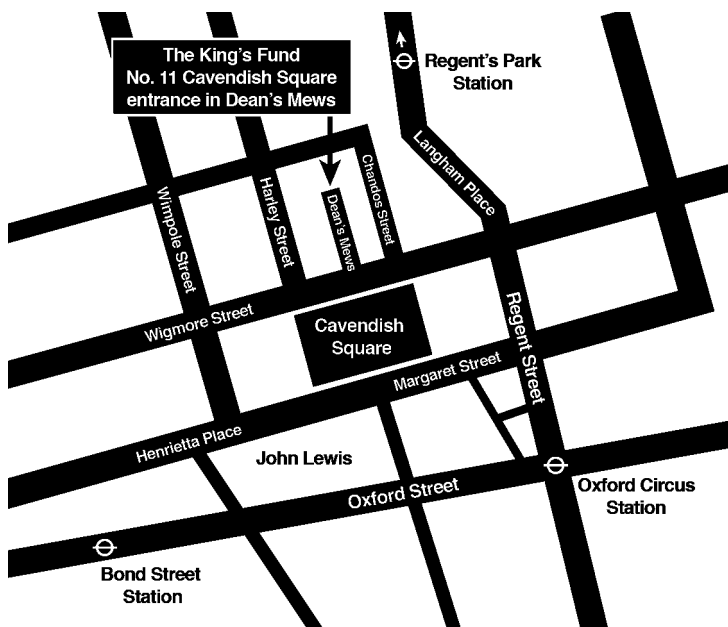 The King's Fund
No. 11 Cavendish Square
entrance in Dean's Mews
Regent's Park
Station
Langham Place
Chandos Street
Dean's Mews
Harley Street
Wimpole Street
Wigmore Street
Cavendish
Square
Regent Street
Margaret Street
Henrietta Place
John Lewis
Oxford Street
Oxford Circus
Station
Bond Street
Station